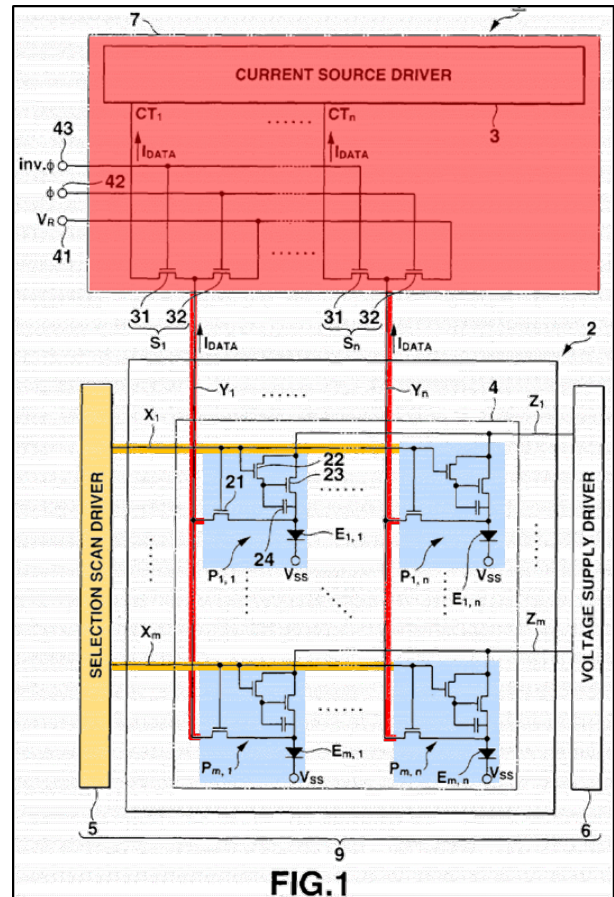 7
CURRENT SOURCE DRIVER
CT1 ...... CTn 3
43 IDATA IDATA
inv.ϕ
ϕ 42
VR
41 ......
31 32 31 32
S1 IDATA Sn IDATA 2
Y1 ...... Yn 4 Z1
X1
22
21 23 ......
24
E1, 1
P1, 1 VSS P1, n VSS
E1, n
SELECTION SCAN DRIVER
VOLTAGE SUPPLY DRIVER
Xm Zm
......
Em, 1
Pm, 1 VSS Pm, n
Em, n VSS
5 6
9
FIG.1